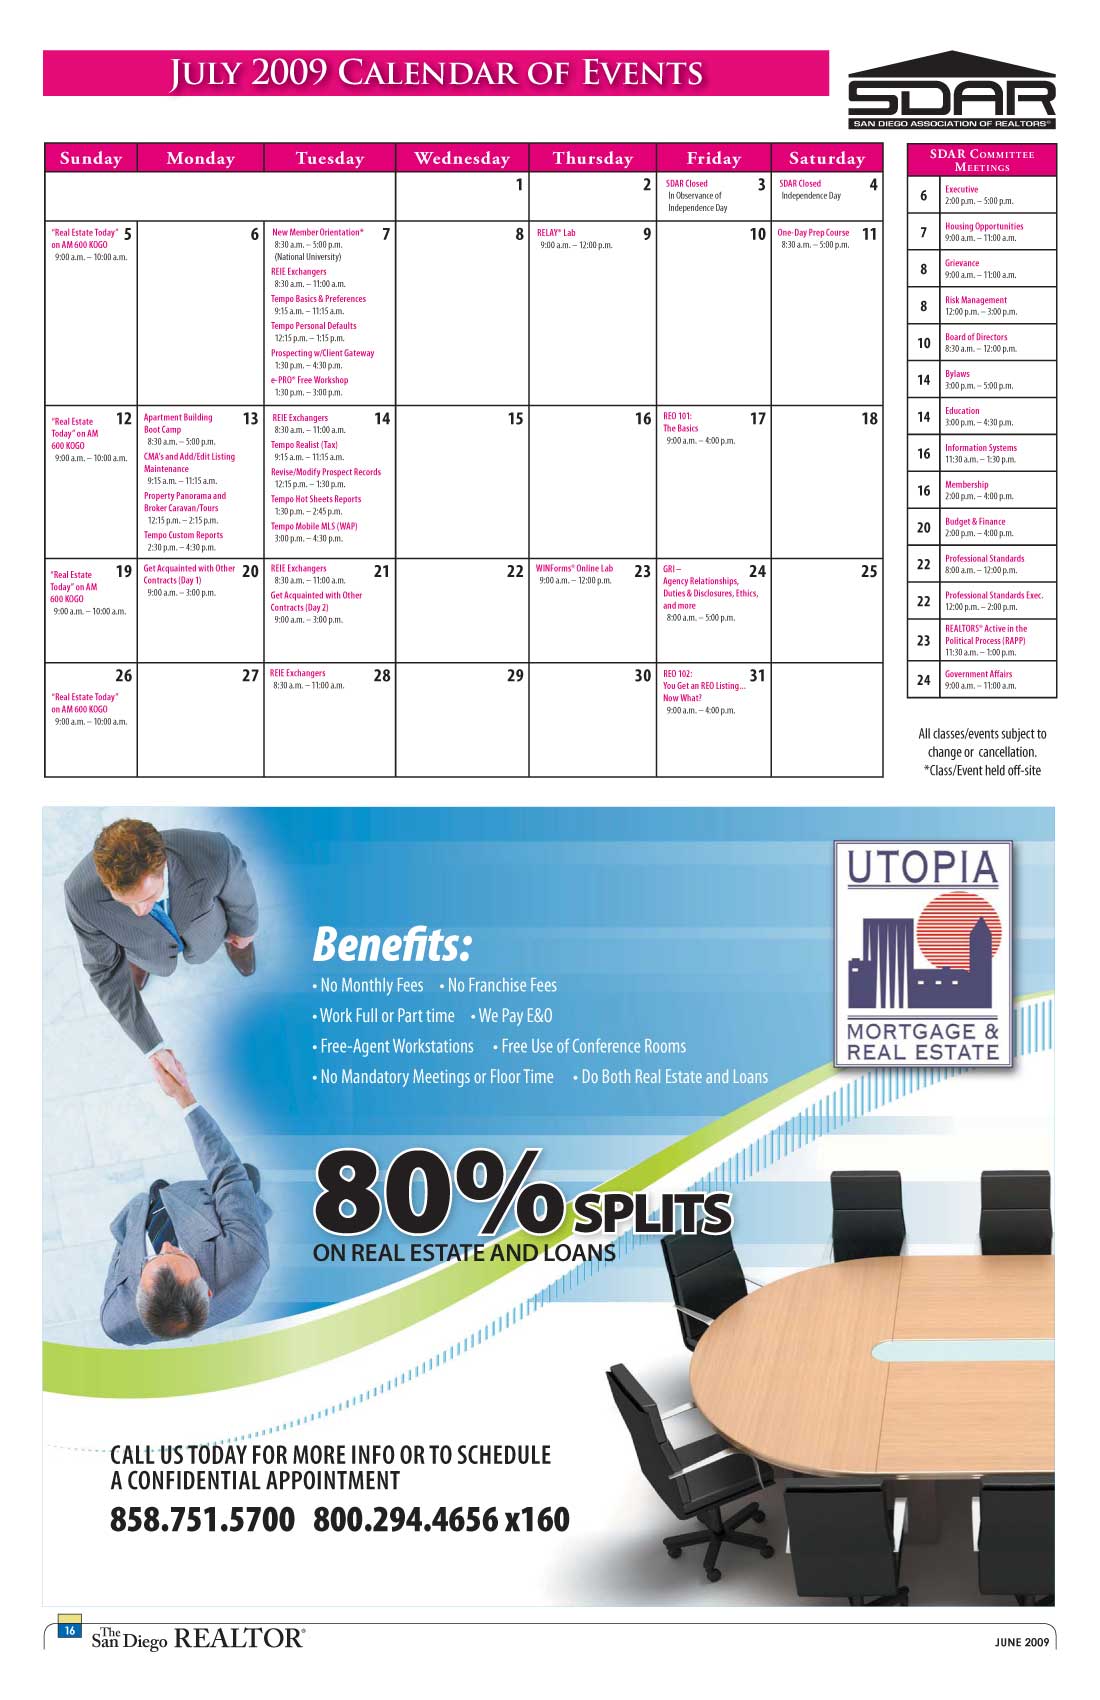 July 2009 Calendar of Events
SDAR
SAN DIEGO ASSOCIATION OF REALTORS®
Sunday Monday Tuesday Wednesday Thursday Friday Saturday
1
2
SDAR Closed 3
In Observance of
Independence Day
SDAR Closed 4
Independence Day
"Real Estate Today" 5
on AM 600 KOGO
9:00 a.m. – 10:00 a.m.
6
New Member Orientation* 7
8:30 a.m. – 5:00 p.m.
(National University)
REIE Exchangers
8:30 a.m. – 11:00 a.m.
Tempo Basics & Preferences
9:15 a.m. – 11:15 a.m.
Tempo Personal Defaults
12:15 p.m. – 1:15 p.m.
Prospecting w/Client Gateway
1:30 p.m. – 4:30 p.m.
e-PRO® Free Workshop
1:30 p.m. – 3:00 p.m.
8
RELAY® Lab 9
9:00 a.m. – 12:00 p.m.
10
One-Day Prep Course 11
8:30 a.m. – 5:00 p.m.
"Real Estate 12
Today" on AM
600 KOGO
9:00 a.m. – 10:00 a.m.
Apartment Building 13
Boot Camp
8:30 a.m. – 5:00 p.m.
CMA's and Add/Edit Listing
Maintenance
9:15 a.m. – 11:15 a.m.
Property Panorama and
Broker Caravan/Tours
12:15 p.m. – 2:15 p.m.
Tempo Custom Reports
2:30 p.m. – 4:30 p.m.
REIE Exchangers 14
8:30 a.m. – 11:00 a.m.
Tempo Realist (Tax)
9:15 a.m. – 11:15 a.m.
Revise/Modify Prospect Records
12:15 p.m. – 1:30 p.m.
Tempo Hot Sheets Reports
1:30 p.m. – 2:45 p.m.
Tempo Mobile MLS (WAP)
3:00 p.m. – 4:30 p.m.
15
16
REO 101: 17
The Basics
9:00 a.m. – 4:00 p.m.
18
"Real Estate 19
Today" on AM
600 KOGO
9:00 a.m. – 10:00 a.m.
Get Acquainted with Other 20
Contracts (Day 1)
9:00 a.m. – 3:00 p.m.
REIE Exchangers 21
8:30 a.m. – 11:00 a.m.
Get Acquainted with Other
Contracts (Day 2)
9:00 a.m. – 3:00 p.m.
22
WINForms® Online Lab 23
9:00 a.m. – 12:00 p.m.
GRI – 24
Agency Relationships,
Duties & Disclosures, Ethics,
and more
8:00 a.m. – 5:00 p.m.
25
26
"Real Estate Today"
on AM 600 KOGO
9:00 a.m. – 10:00 a.m.
27
REIE Exchangers 28
8:30 a.m. – 11:00 a.m.
29
30
REO 102: 31
You Get an REO Listing...
Now What?
9:00 a.m. – 4:00 p.m.
SDAR Committee
Meetings
6 Executive
2:00 p.m. – 5:00 p.m.
7 Housing Opportunities
9:00 a.m. – 11:00 a.m.
8 Grievance
9:00 a.m. – 11:00 a.m.
8 Risk Management
12:00 p.m. – 3:00 p.m.
10 Board of Directors
8:30 a.m. – 12:00 p.m.
14 Bylaws
3:00 p.m. – 5:00 p.m.
14 Education
3:00 p.m. – 4:30 p.m.
16 Information Systems
11:30 a.m. – 1:30 p.m.
16 Membership
2:00 p.m. – 4:00 p.m.
20 Budget & Finance
2:00 p.m. – 4:00 p.m.
22 Professional Standards
8:00 a.m. – 12:00 p.m.
22 Professional Standards Exec.
12:00 p.m. – 2:00 p.m.
23 REALTORS® Active in the
Political Process (RAPP)
11:30 a.m. – 1:00 p.m.
24 Government Affairs
9:00 a.m. – 11:00 a.m.
All classes/events subject to
change or cancellation.
*Class/Event held off-site
UTOPIA
MORTGAGE &
REAL ESTATE
Benefits:
• No Monthly Fees • No Franchise Fees
• Work Full or Part time • We Pay E&O
• Free-Agent Workstations • Free Use of Conference Rooms
• No Mandatory Meetings or Floor Time • Do Both Real Estate and Loans
80% SPLITS
ON REAL ESTATE AND LOANS
CALL US TODAY FOR MORE INFO OR TO SCHEDULE
A CONFIDENTIAL APPOINTMENT
858.751.5700 800.294.4656 x160
16 The San Diego REALTOR®
JUNE 2009